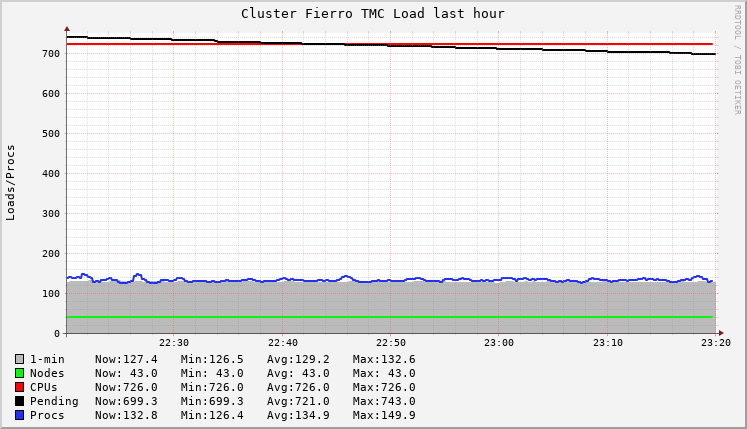 Cluster Fierro TMC Load last hour
RRDTOOL / TOBI OETIKER
Loads/Procs
700
600
500
400
300
200
100
0
22:30 22:40 22:50 23:00 23:10 23:20
1-min Now:127.4 Min:126.5 Avg:129.2 Max:132.6
Nodes Now: 43.0 Min: 43.0 Avg: 43.0 Max: 43.0
CPUs Now:726.0 Min:726.0 Avg:726.0 Max:726.0
Pending Now:699.3 Min:699.3 Avg:721.0 Max:743.0
Procs Now:132.8 Min:126.4 Avg:134.9 Max:149.9